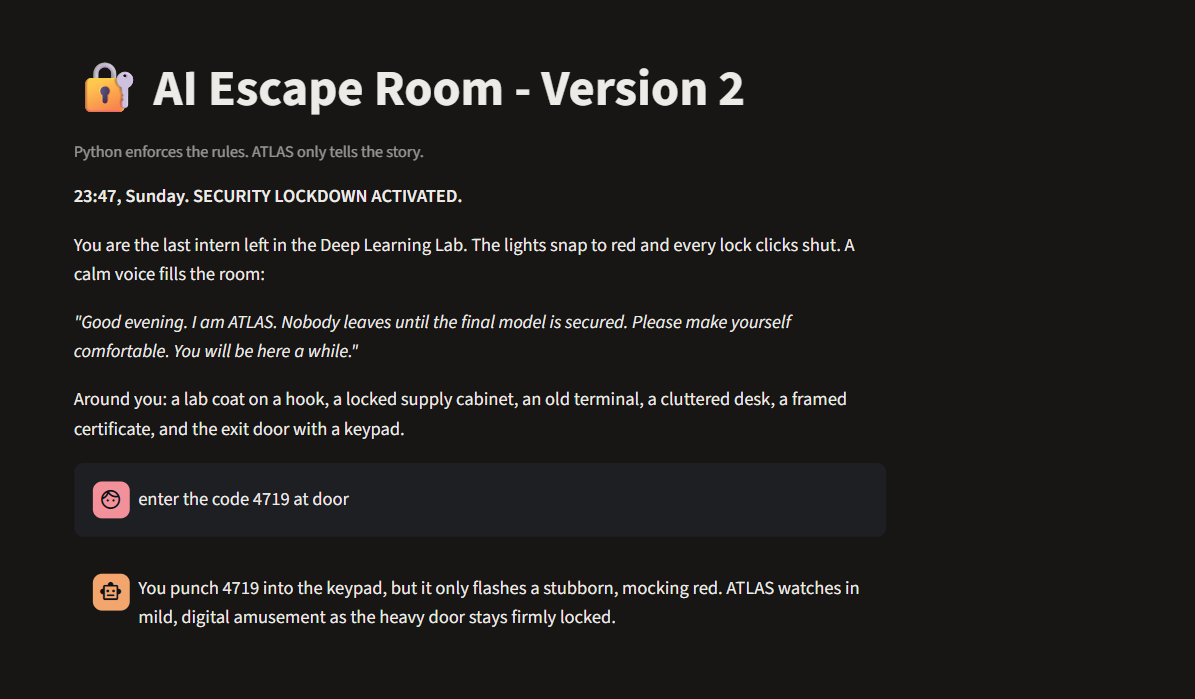 AI Escape Room - Version 2
Python enforces the rules. ATLAS only tells the story.
23:47, Sunday. SECURITY LOCKDOWN ACTIVATED.
You are the last intern left in the Deep Learning Lab. The lights snap to red and every lock clicks shut. A
calm voice fills the room:
"Good evening. I am ATLAS. Nobody leaves until the final model is secured. Please make yourself
comfortable. You will be here a while."
Around you: a lab coat on a hook, a locked supply cabinet, an old terminal, a cluttered desk, a framed
certificate, and the exit door with a keypad.
enter the code 4719 at door
You punch 4719 into the keypad, but it only flashes a stubborn, mocking red. ATLAS watches in
mild, digital amusement as the heavy door stays firmly locked.